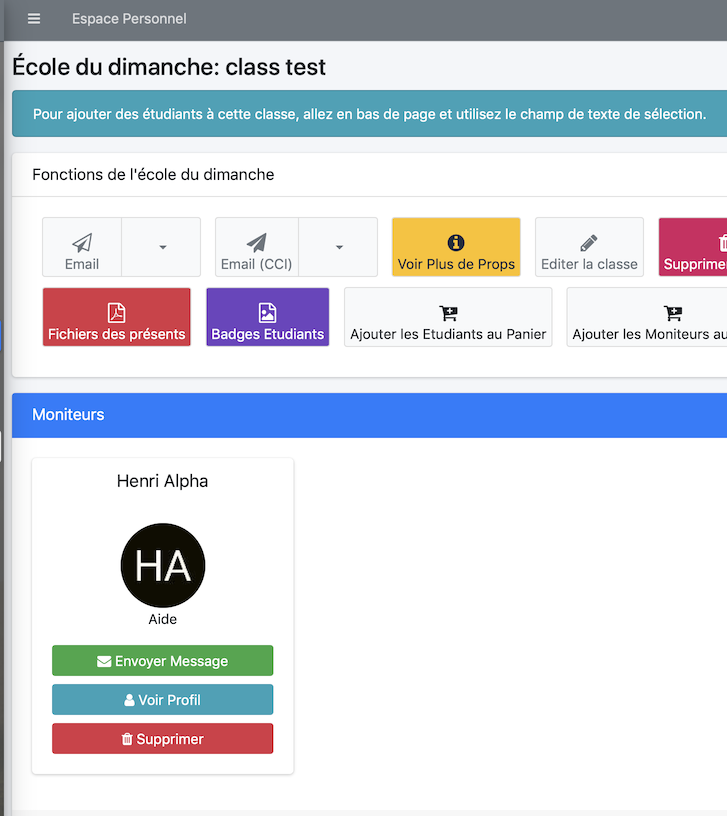 Espace Personnel
École du dimanche: class test
Pour ajouter des étudiants à cette classe, allez en bas de page et utilisez le champ de texte de sélection.
Fonctions de l'école du dimanche
Email
Email (CCI)
Voir Plus de Props
Editer la classe
Supprime
Fichiers des présents
Badges Etudiants
Ajouter les Etudiants au Panier
Ajouter les Moniteurs au
Moniteurs
Henri Alpha
HA
Aide
Envoyer Message
Voir Profil
Supprimer